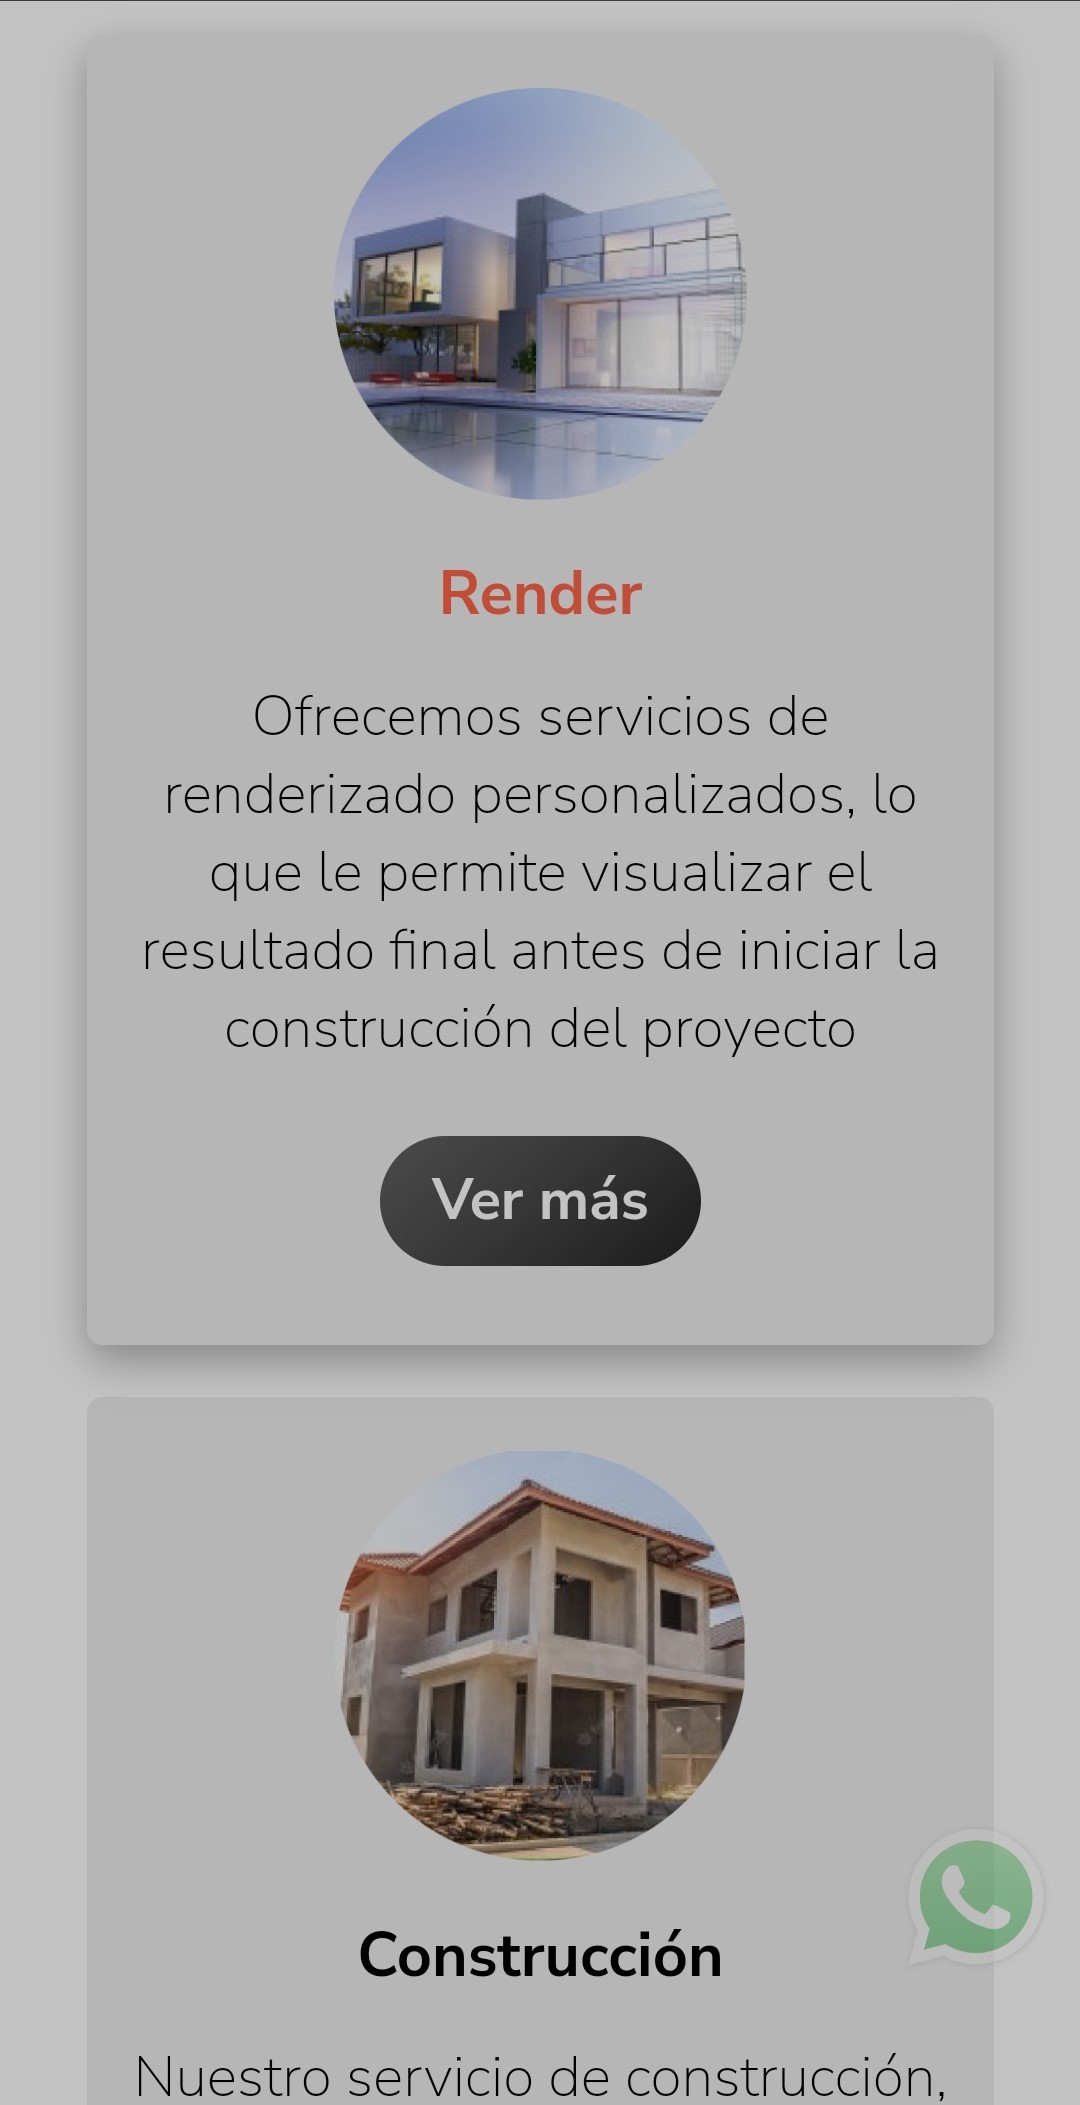 Render
Ofrecemos servicios de
renderizado personalizados, lo
que le permite visualizar el
resultado final antes de iniciar la
construcción del proyecto
Ver más
Construcción
Nuestro servicio de construcción,